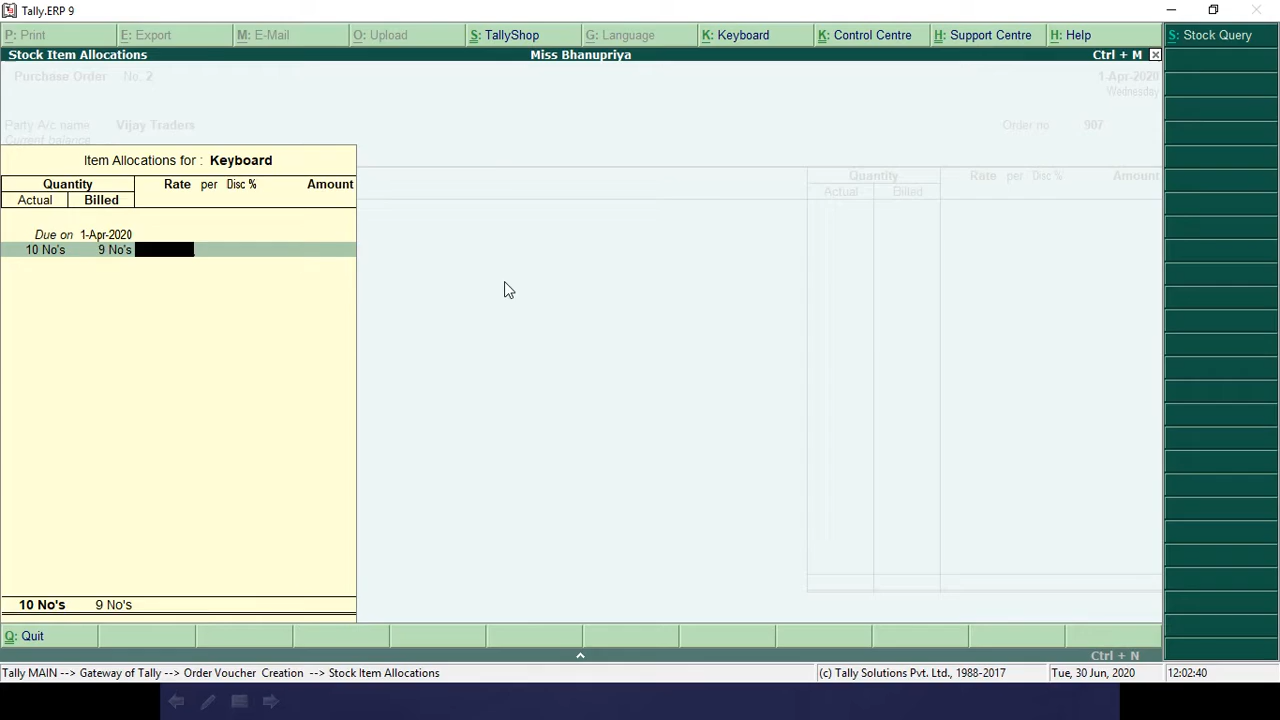 Tally.ERP 9
P: Print E: Export M: E-Mail O: Upload S: TallyShop G: Language K: Keyboard K: Control Centre H: Support Centre H: Help S: Stock Query
Stock Item Allocations Miss Bhanupriya Ctrl + M
Purchase Order No. 2 1-Apr-2020
Wednesday
Party A/c name Vijay Traders Order no 907
Current balance
Item Allocations for : Keyboard
Quantity Rate per Disc % Amount Quantity Rate per Disc % Amount
Actual Billed Actual Billed
Due on 1-Apr-2020
10 No's 9 No's
10 No's 9 No's
Q: Quit
Ctrl + N
Tally MAIN --> Gateway of Tally --> Order Voucher Creation --> Stock Item Allocations (c) Tally Solutions Pvt. Ltd., 1988-2017 Tue, 30 Jun, 2020 12:02:40